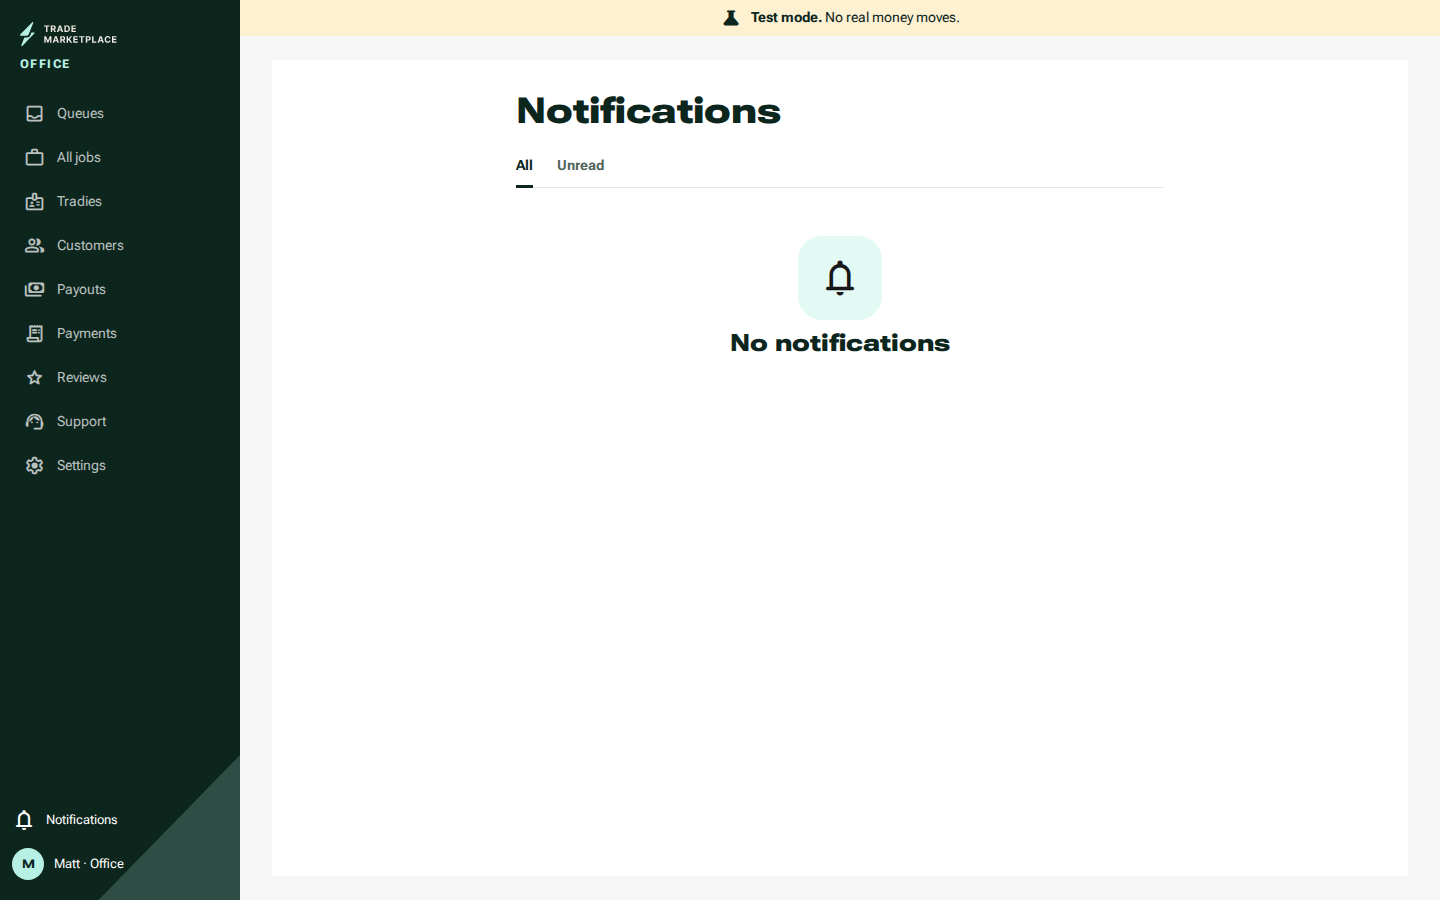 TRADE
MARKETPLACE
OFFICE
Queues
All jobs
Tradies
Customers
Payouts
Payments
Reviews
Support
Settings
Notifications
M
Matt · Office
Test mode. No real money moves.
Notifications
All
Unread
No notifications